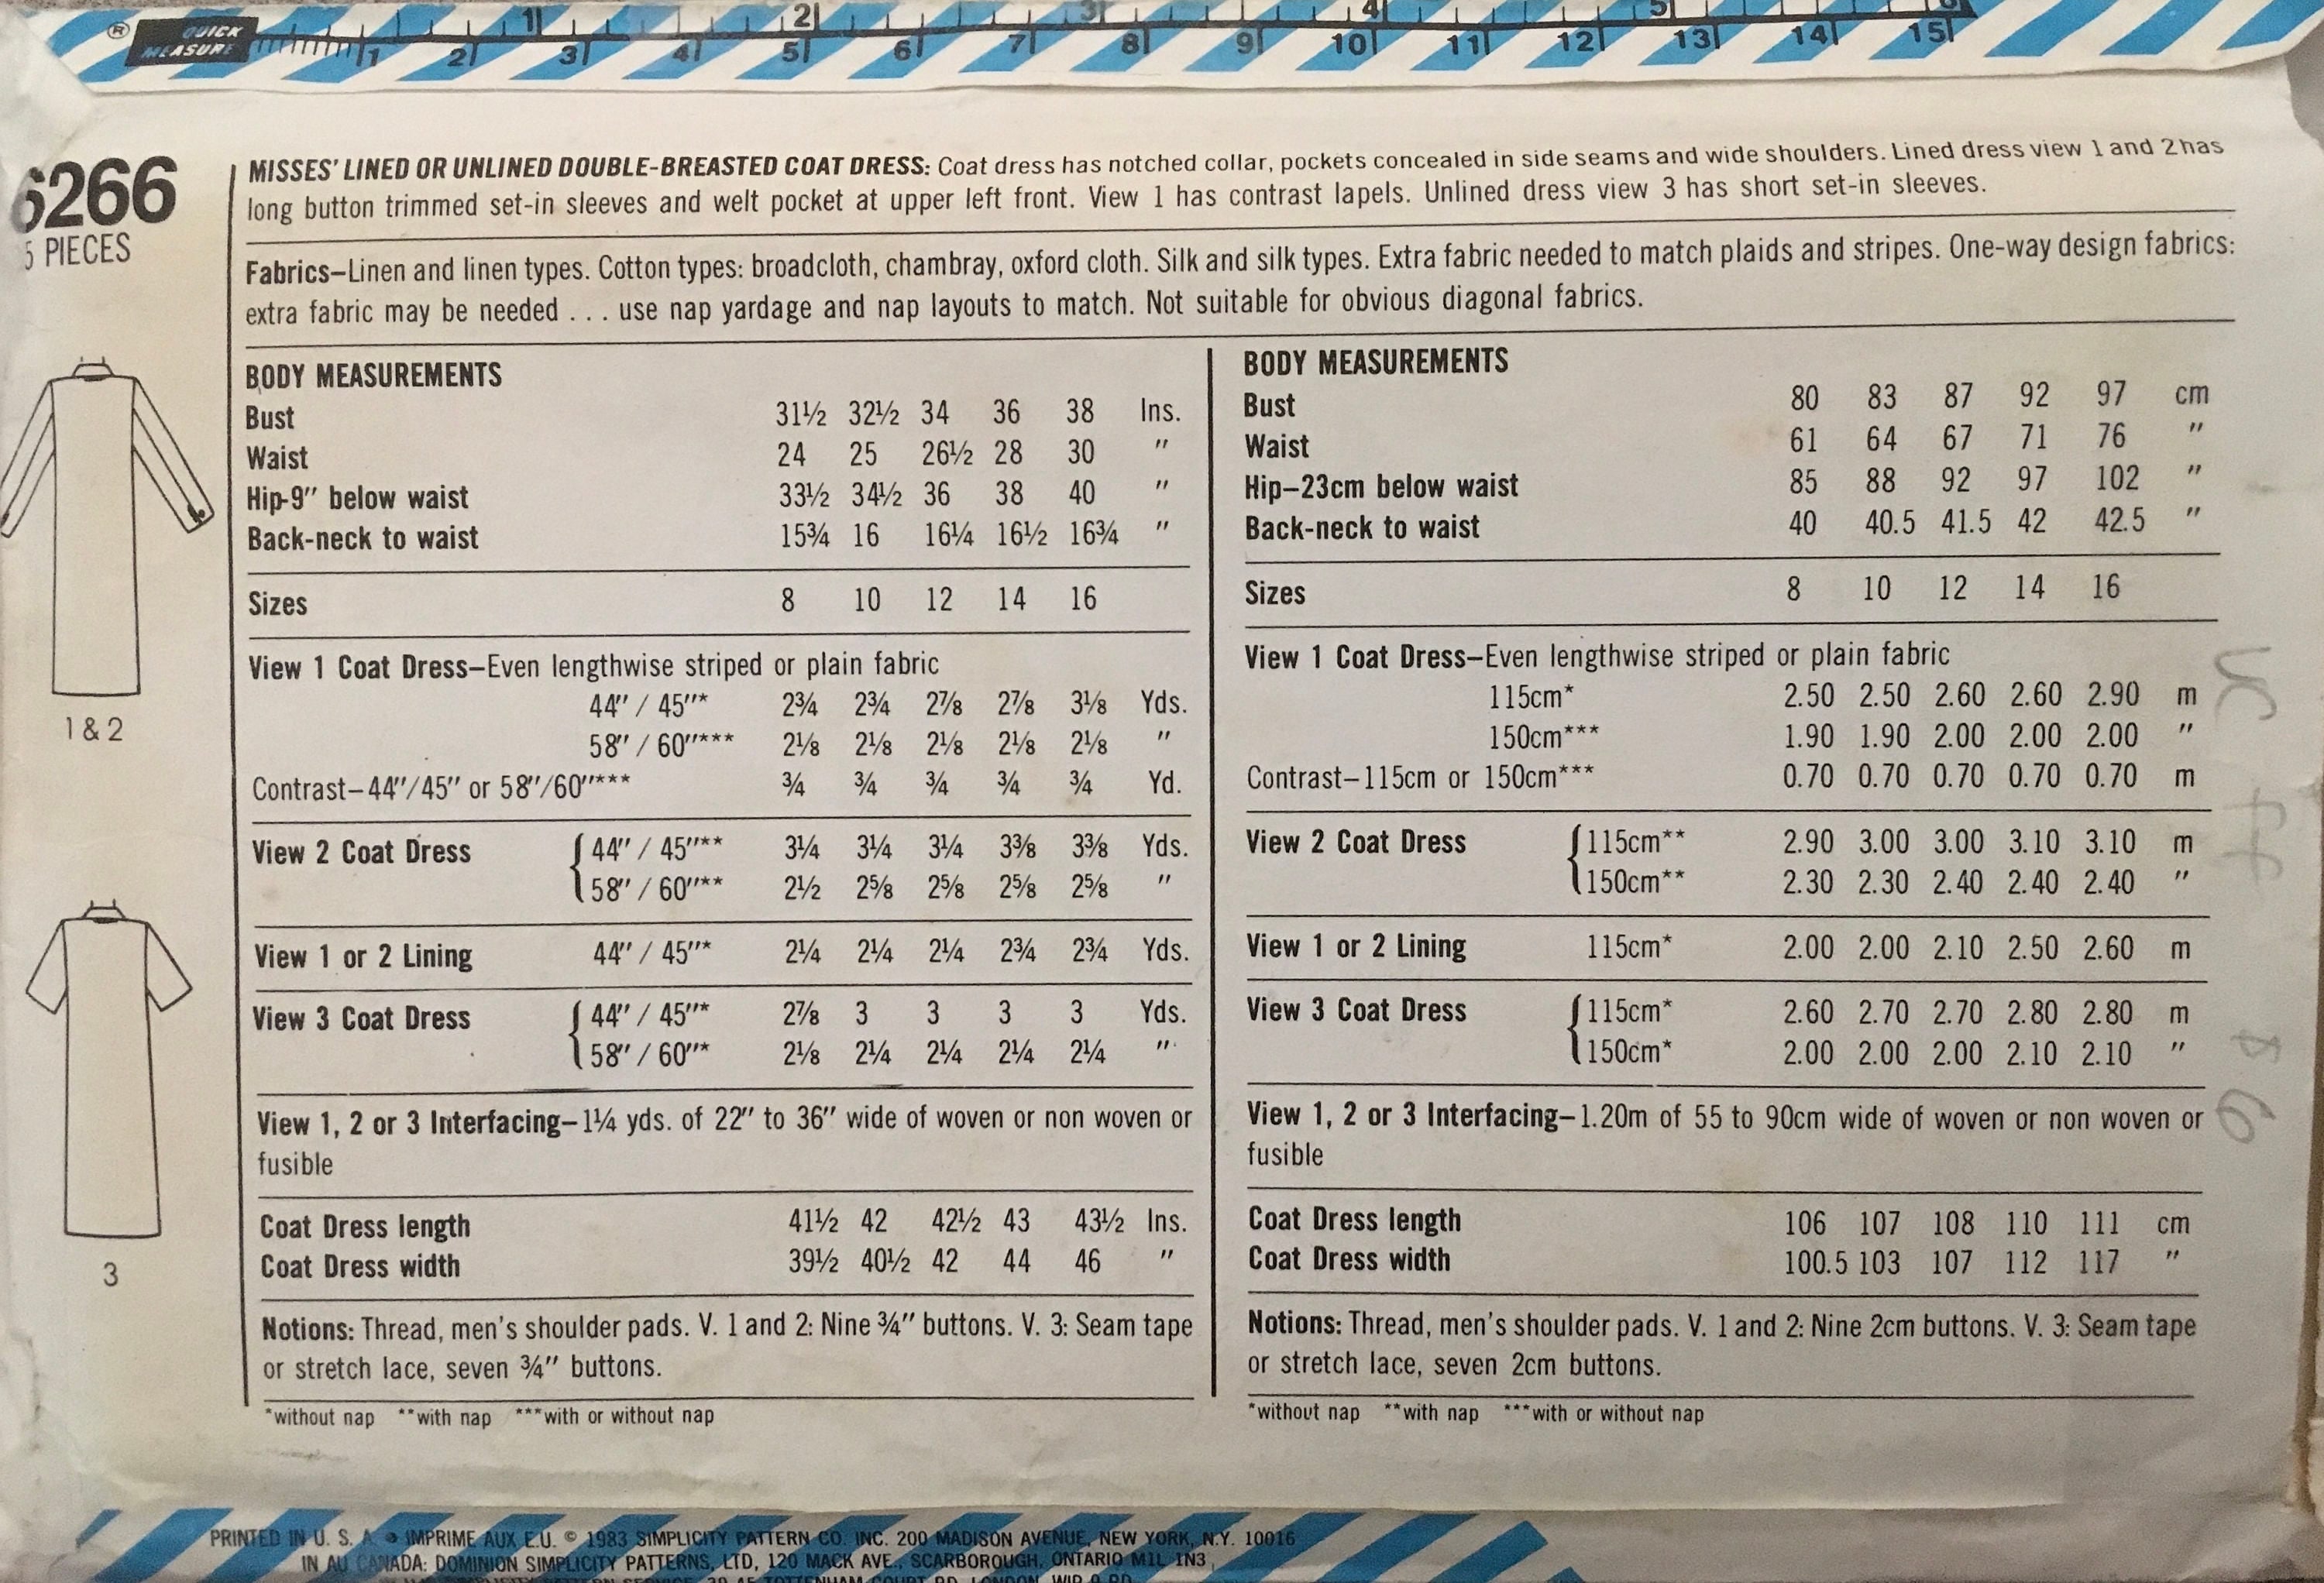 ® QUICK 1 2 3 4 5 6
MEASURE 1 2 3 4 5 6 7 8 9 10 11 12 13 14 15
6266
5 PIECES
MISSES' LINED OR UNLINED DOUBLE-BREASTED COAT DRESS: Coat dress has notched collar, pockets concealed in side seams and wide shoulders. Lined dress view 1 and 2 has
long button trimmed set-in sleeves and welt pocket at upper left front. View 1 has contrast lapels. Unlined dress view 3 has short set-in sleeves.
Fabrics—Linen and linen types. Cotton types: broadcloth, chambray, oxford cloth. Silk and silk types. Extra fabric needed to match plaids and stripes. One-way design fabrics:
extra fabric may be needed . . . use nap yardage and nap layouts to match. Not suitable for obvious diagonal fabrics.
1 & 2
3
BODY MEASUREMENTS
Bust 31½ 32½ 34 36 38 Ins.
Waist 24 25 26½ 28 30 "
Hip-9" below waist 33½ 34½ 36 38 40 "
Back-neck to waist 15¾ 16 16¼ 16½ 16¾ "
Sizes 8 10 12 14 16
View 1 Coat Dress—Even lengthwise striped or plain fabric
44" / 45"* 2¾ 2¾ 2⅞ 2⅞ 3⅛ Yds.
58" / 60"*** 2⅛ 2⅛ 2⅛ 2⅛ 2⅛ "
Contrast—44"/45" or 58"/60"*** ¾ ¾ ¾ ¾ ¾ Yd.
View 2 Coat Dress 44" / 45"** 3¼ 3¼ 3¼ 3⅜ 3⅜ Yds.
58" / 60"** 2½ 2⅝ 2⅝ 2⅝ 2⅝ "
View 1 or 2 Lining 44" / 45"* 2¼ 2¼ 2¼ 2¾ 2¾ Yds.
View 3 Coat Dress 44" / 45"* 2⅞ 3 3 3 3 Yds.
58" / 60"* 2⅛ 2¼ 2¼ 2¼ 2¼ "
View 1, 2 or 3 Interfacing—1¼ yds. of 22" to 36" wide of woven or non woven or
fusible
Coat Dress length 41½ 42 42½ 43 43½ Ins.
Coat Dress width 39½ 40½ 42 44 46 "
Notions: Thread, men's shoulder pads. V. 1 and 2: Nine ¾" buttons. V. 3: Seam tape
or stretch lace, seven ¾" buttons.
*without nap **with nap ***with or without nap
BODY MEASUREMENTS
Bust 80 83 87 92 97 cm
Waist 61 64 67 71 76 "
Hip—23cm below waist 85 88 92 97 102 "
Back-neck to waist 40 40.5 41.5 42 42.5 "
Sizes 8 10 12 14 16
View 1 Coat Dress—Even lengthwise striped or plain fabric
115cm* 2.50 2.50 2.60 2.60 2.90 m
150cm*** 1.90 1.90 2.00 2.00 2.00 "
Contrast—115cm or 150cm*** 0.70 0.70 0.70 0.70 0.70 m
View 2 Coat Dress 115cm** 2.90 3.00 3.00 3.10 3.10 m
150cm** 2.30 2.30 2.40 2.40 2.40 "
View 1 or 2 Lining 115cm* 2.00 2.00 2.10 2.50 2.60 m
View 3 Coat Dress 115cm* 2.60 2.70 2.70 2.80 2.80 m
150cm* 2.00 2.00 2.00 2.10 2.10 "
View 1, 2 or 3 Interfacing—1.20m of 55 to 90cm wide of woven or non woven or
fusible
Coat Dress length 106 107 108 110 111 cm
Coat Dress width 100.5 103 107 112 117 "
Notions: Thread, men's shoulder pads. V. 1 and 2: Nine 2cm buttons. V. 3: Seam tape
or stretch lace, seven 2cm buttons.
*without nap **with nap ***with or without nap
PRINTED IN U. S. A. ● IMPRIME AUX E.U. © 1983 SIMPLICITY PATTERN CO. INC. 200 MADISON AVENUE, NEW YORK, N.Y. 10016
IN AU CANADA: DOMINION SIMPLICITY PATTERNS, LTD, 120 MACK AVE., SCARBOROUGH, ONTARIO M1L 1N3